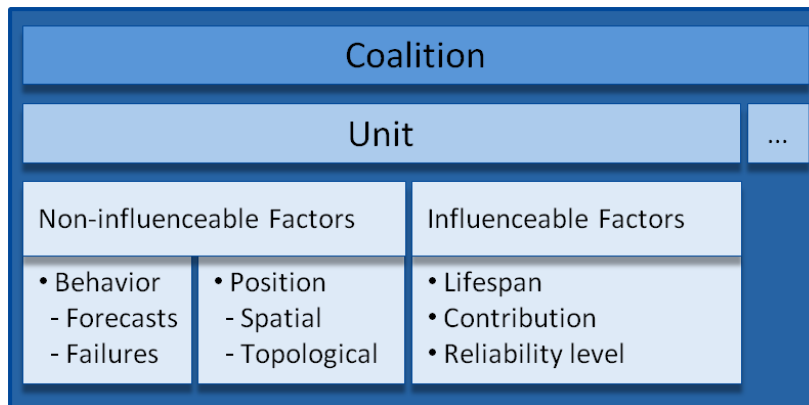 Coalition
Unit
...
Non-influenceable Factors
Influenceable Factors
• Behavior
- Forecasts
- Failures
• Position
- Spatial
- Topological
• Lifespan
• Contribution
• Reliability level